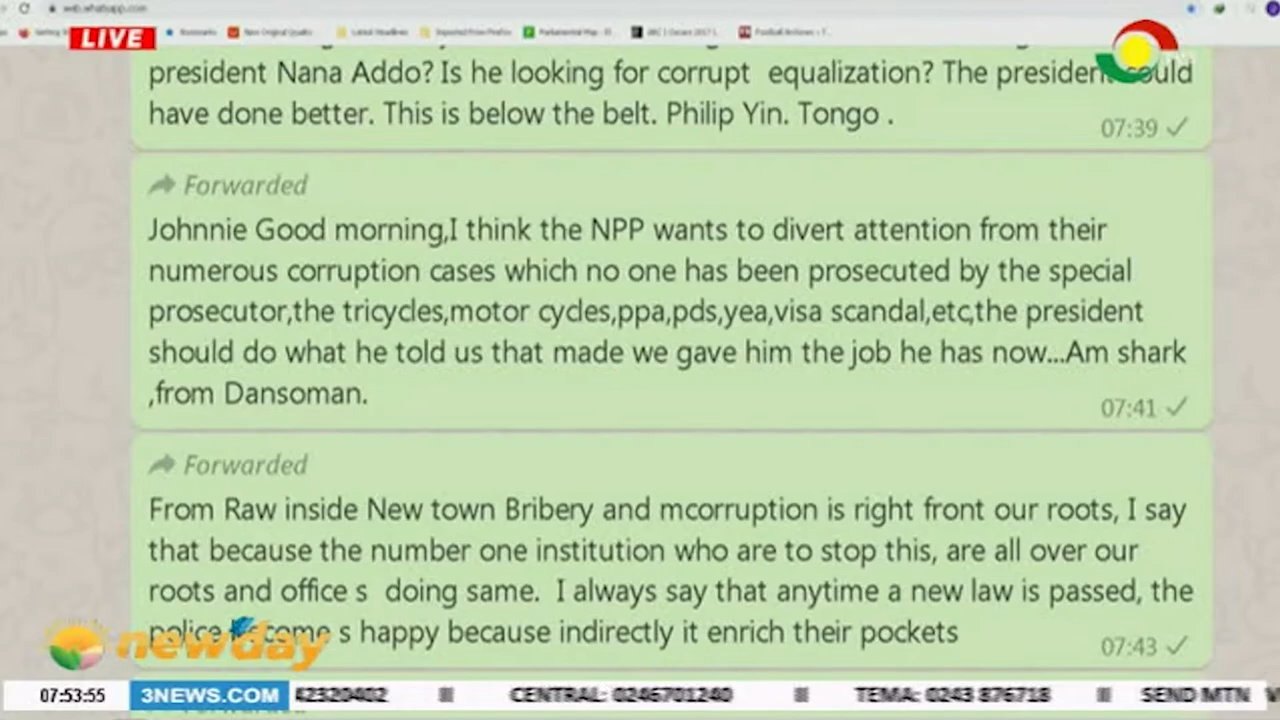 web.whatsapp.com
LIVE
president Nana Addo? Is he looking for corrupt equalization? The president could
have done better. This is below the belt. Philip Yin. Tongo .
07:39
Forwarded
Johnnie Good morning,I think the NPP wants to divert attention from their
numerous corruption cases which no one has been prosecuted by the special
prosecutor,the tricycles,motor cycles,ppa,pds,yea,visa scandal,etc,the president
should do what he told us that made we gave him the job he has now...Am shark
,from Dansoman.
07:41
Forwarded
From Raw inside New town Bribery and mcorruption is right front our roots, I say
that because the number one institution who are to stop this, are all over our
roots and office s doing same. I always say that anytime a new law is passed, the
police become s happy because indirectly it enrich their pockets
07:43
newday
07:53:55 3NEWS.COM 42320402 CENTRAL: 0246701240 TEMA: 0243 876718 SEND MTN